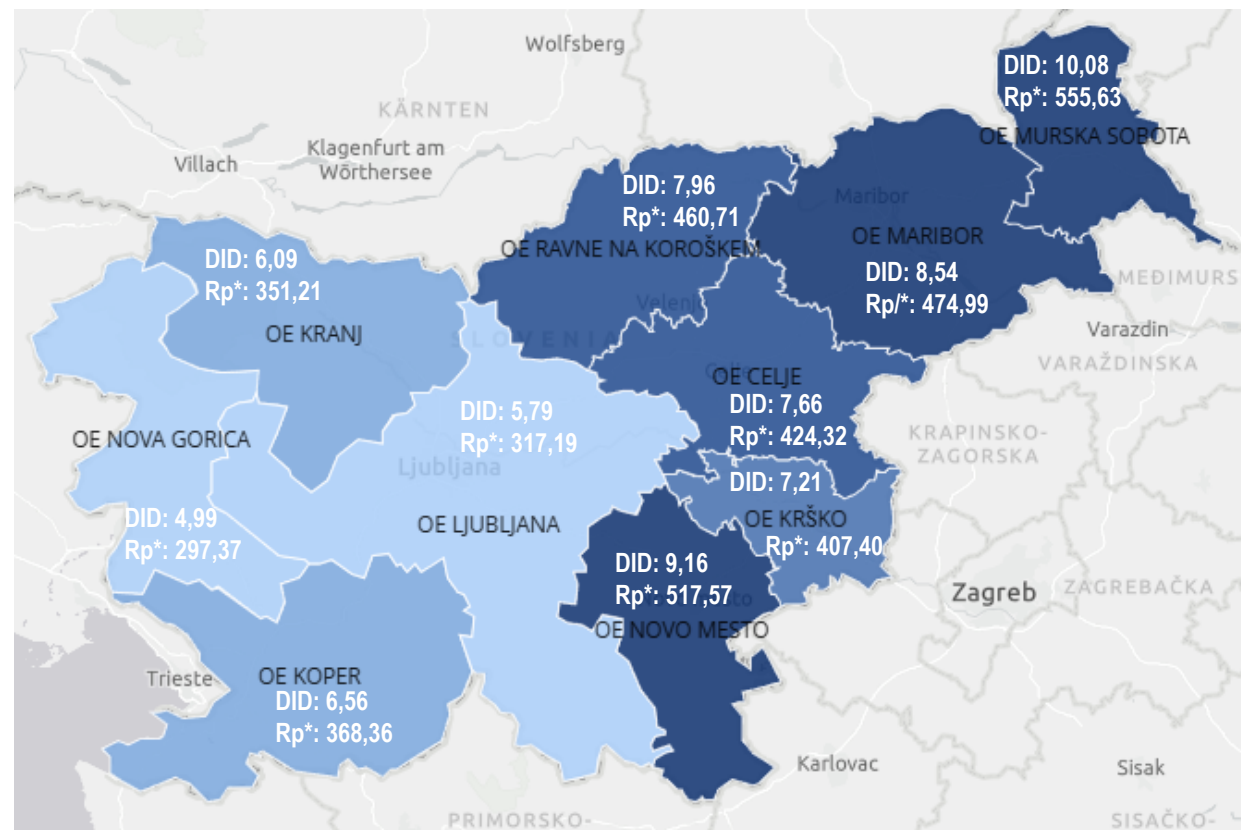 Wolfsberg
DID: 10,08
Rp*: 555,63
KÄRNTEN
OE MURSKA SOBOTA
Klagenfurt am
Wörthersee
Villach
DID: 7,96
Rp*: 460,71
Maribor
OE RAVNE NA KOROŠKEM
OE MARIBOR
DID: 6,09
Rp*: 351,21
DID: 8,54
Rp/*: 474,99
MEĐIMURS
Velenje
Varazdin
OE KRANJ
SLOVENIA
VARAŽDINSKA
OE CELJE
DID: 5,79
Rp*: 317,19
DID: 7,66
Rp*: 424,32
OE NOVA GORICA
KRAPINSKO-
ZAGORSKA
Ljubljana
DID: 7,21
DID: 4,99
Rp*: 297,37
OE LJUBLJANA
OE KRŠKO
Rp*: 407,40
DID: 9,16
Rp*: 517,57
Zagreb
ZAGREBAČKA
OE NOVO MESTO
Trieste
OE KOPER
DID: 6,56
Rp*: 368,36
Karlovac
Sisak
PRIMORSKO-
SISAČKO-